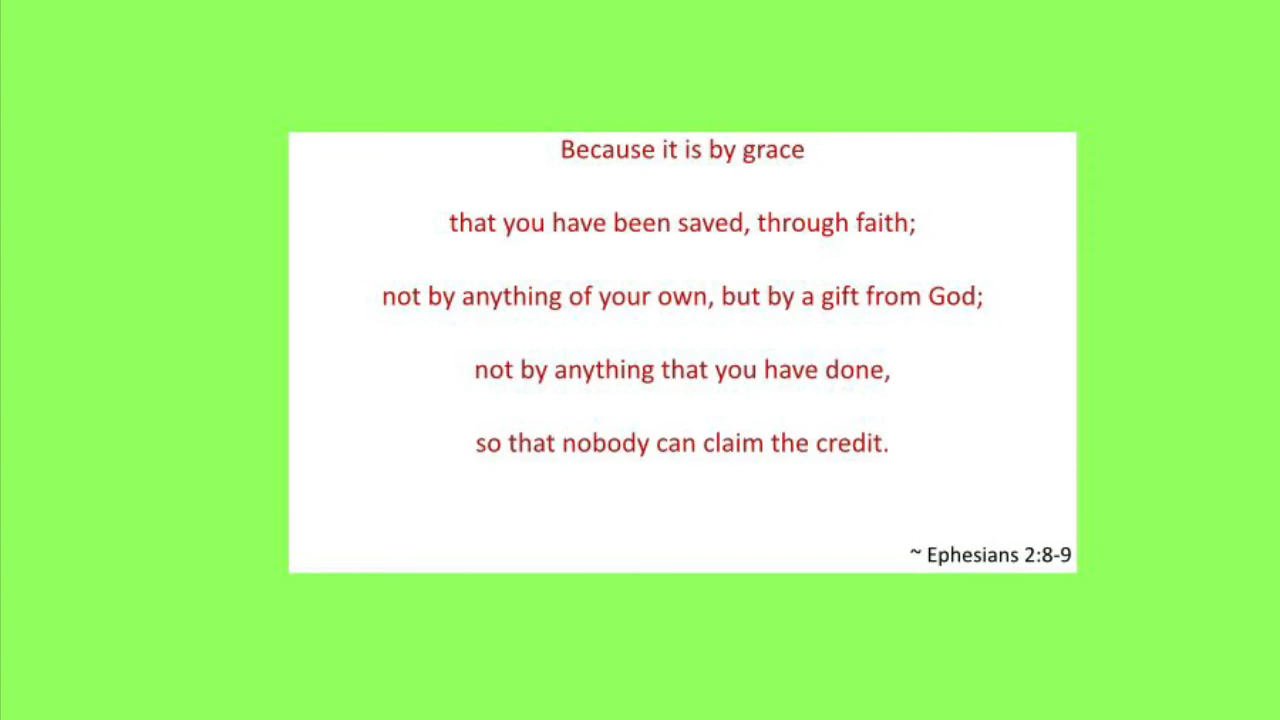 Because it is by grace
that you have been saved, through faith;
not by anything of your own, but by a gift from God;
not by anything that you have done,
so that nobody can claim the credit.
~ Ephesians 2:8-9